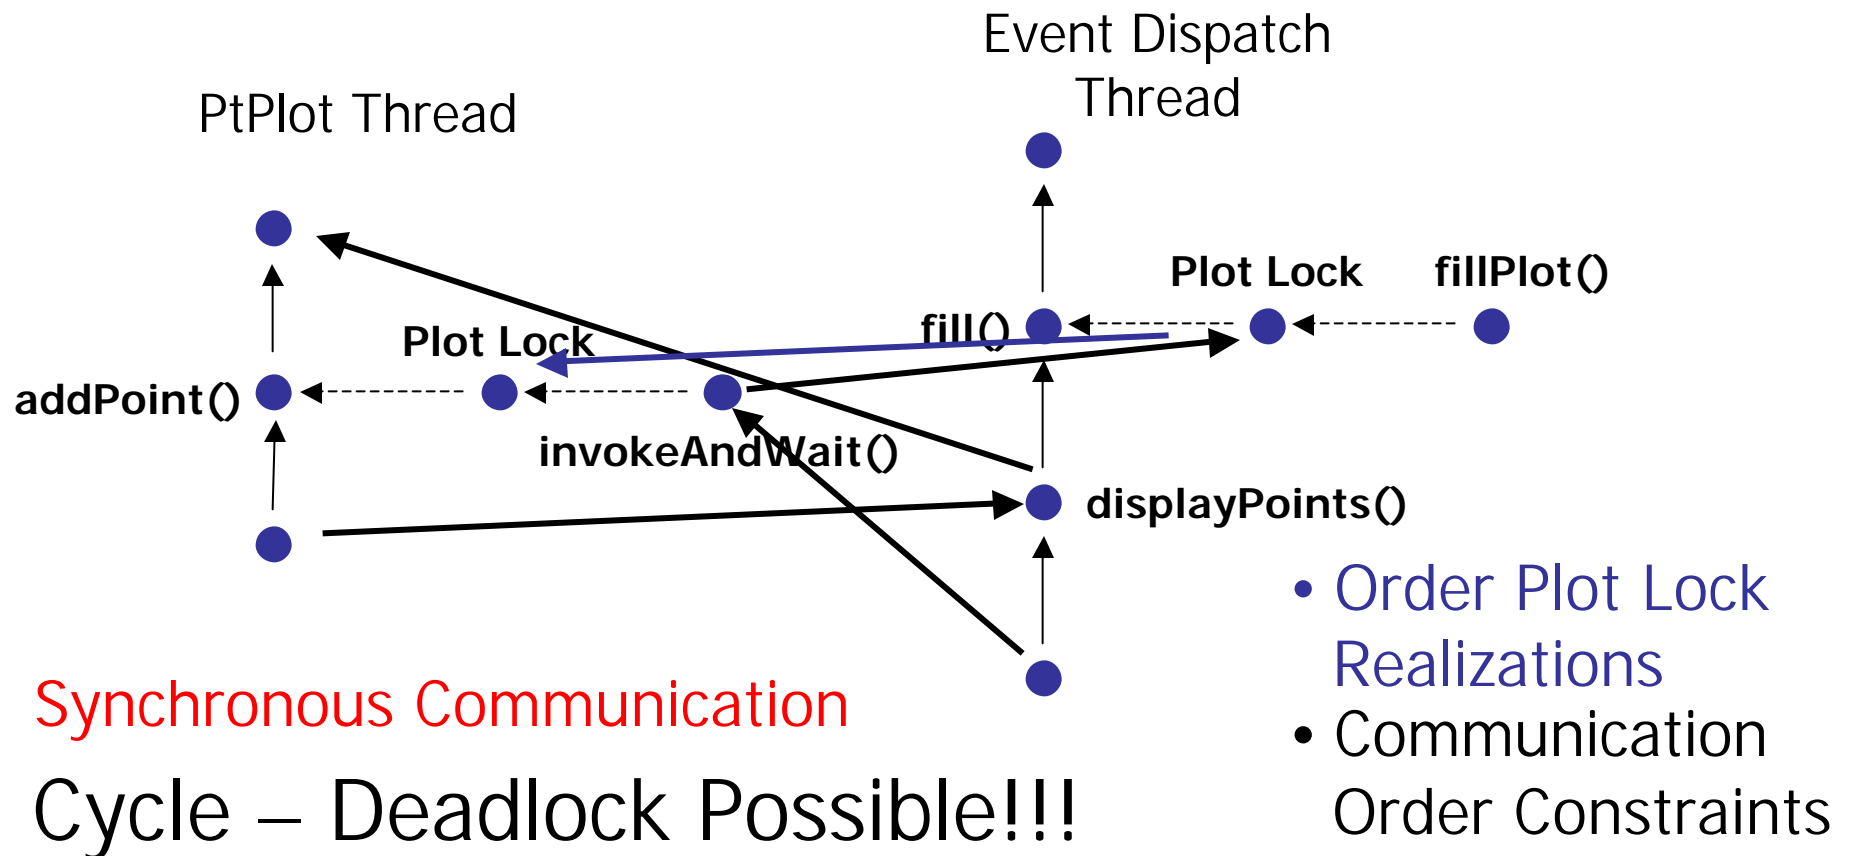 Event Dispatch
Thread
PtPlot Thread
Plot Lock
fillPlot()
fill()
Plot Lock
addPoint()
invokeAndWait()
displayPoints()
• Order Plot Lock
Realizations
• Communication
Order Constraints
Synchronous Communication
Cycle – Deadlock Possible!!!